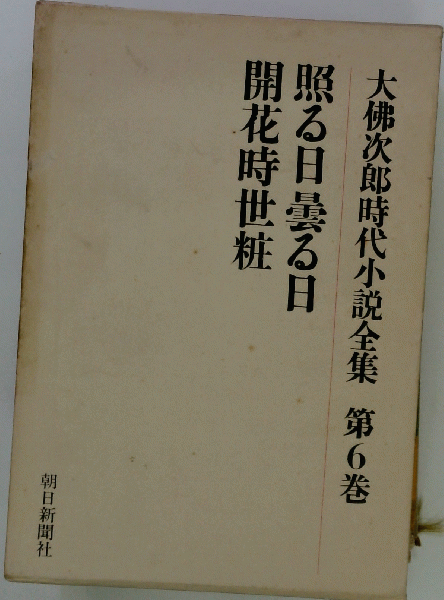 大佛次郎時代小説全集 第6巻
照る日曇る日
開花時世粧
朝日新聞社